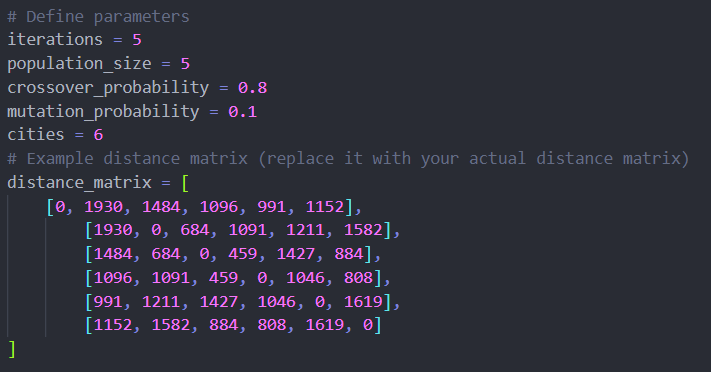 # Define parameters
iterations = 5
population_size = 5
crossover_probability = 0.8
mutation_probability = 0.1
cities = 6
# Example distance matrix (replace it with your actual distance matrix)
distance_matrix = [
    [0, 1930, 1484, 1096, 991, 1152],
        [1930, 0, 684, 1091, 1211, 1582],
        [1484, 684, 0, 459, 1427, 884],
        [1096, 1091, 459, 0, 1046, 808],
        [991, 1211, 1427, 1046, 0, 1619],
        [1152, 1582, 884, 808, 1619, 0]
]